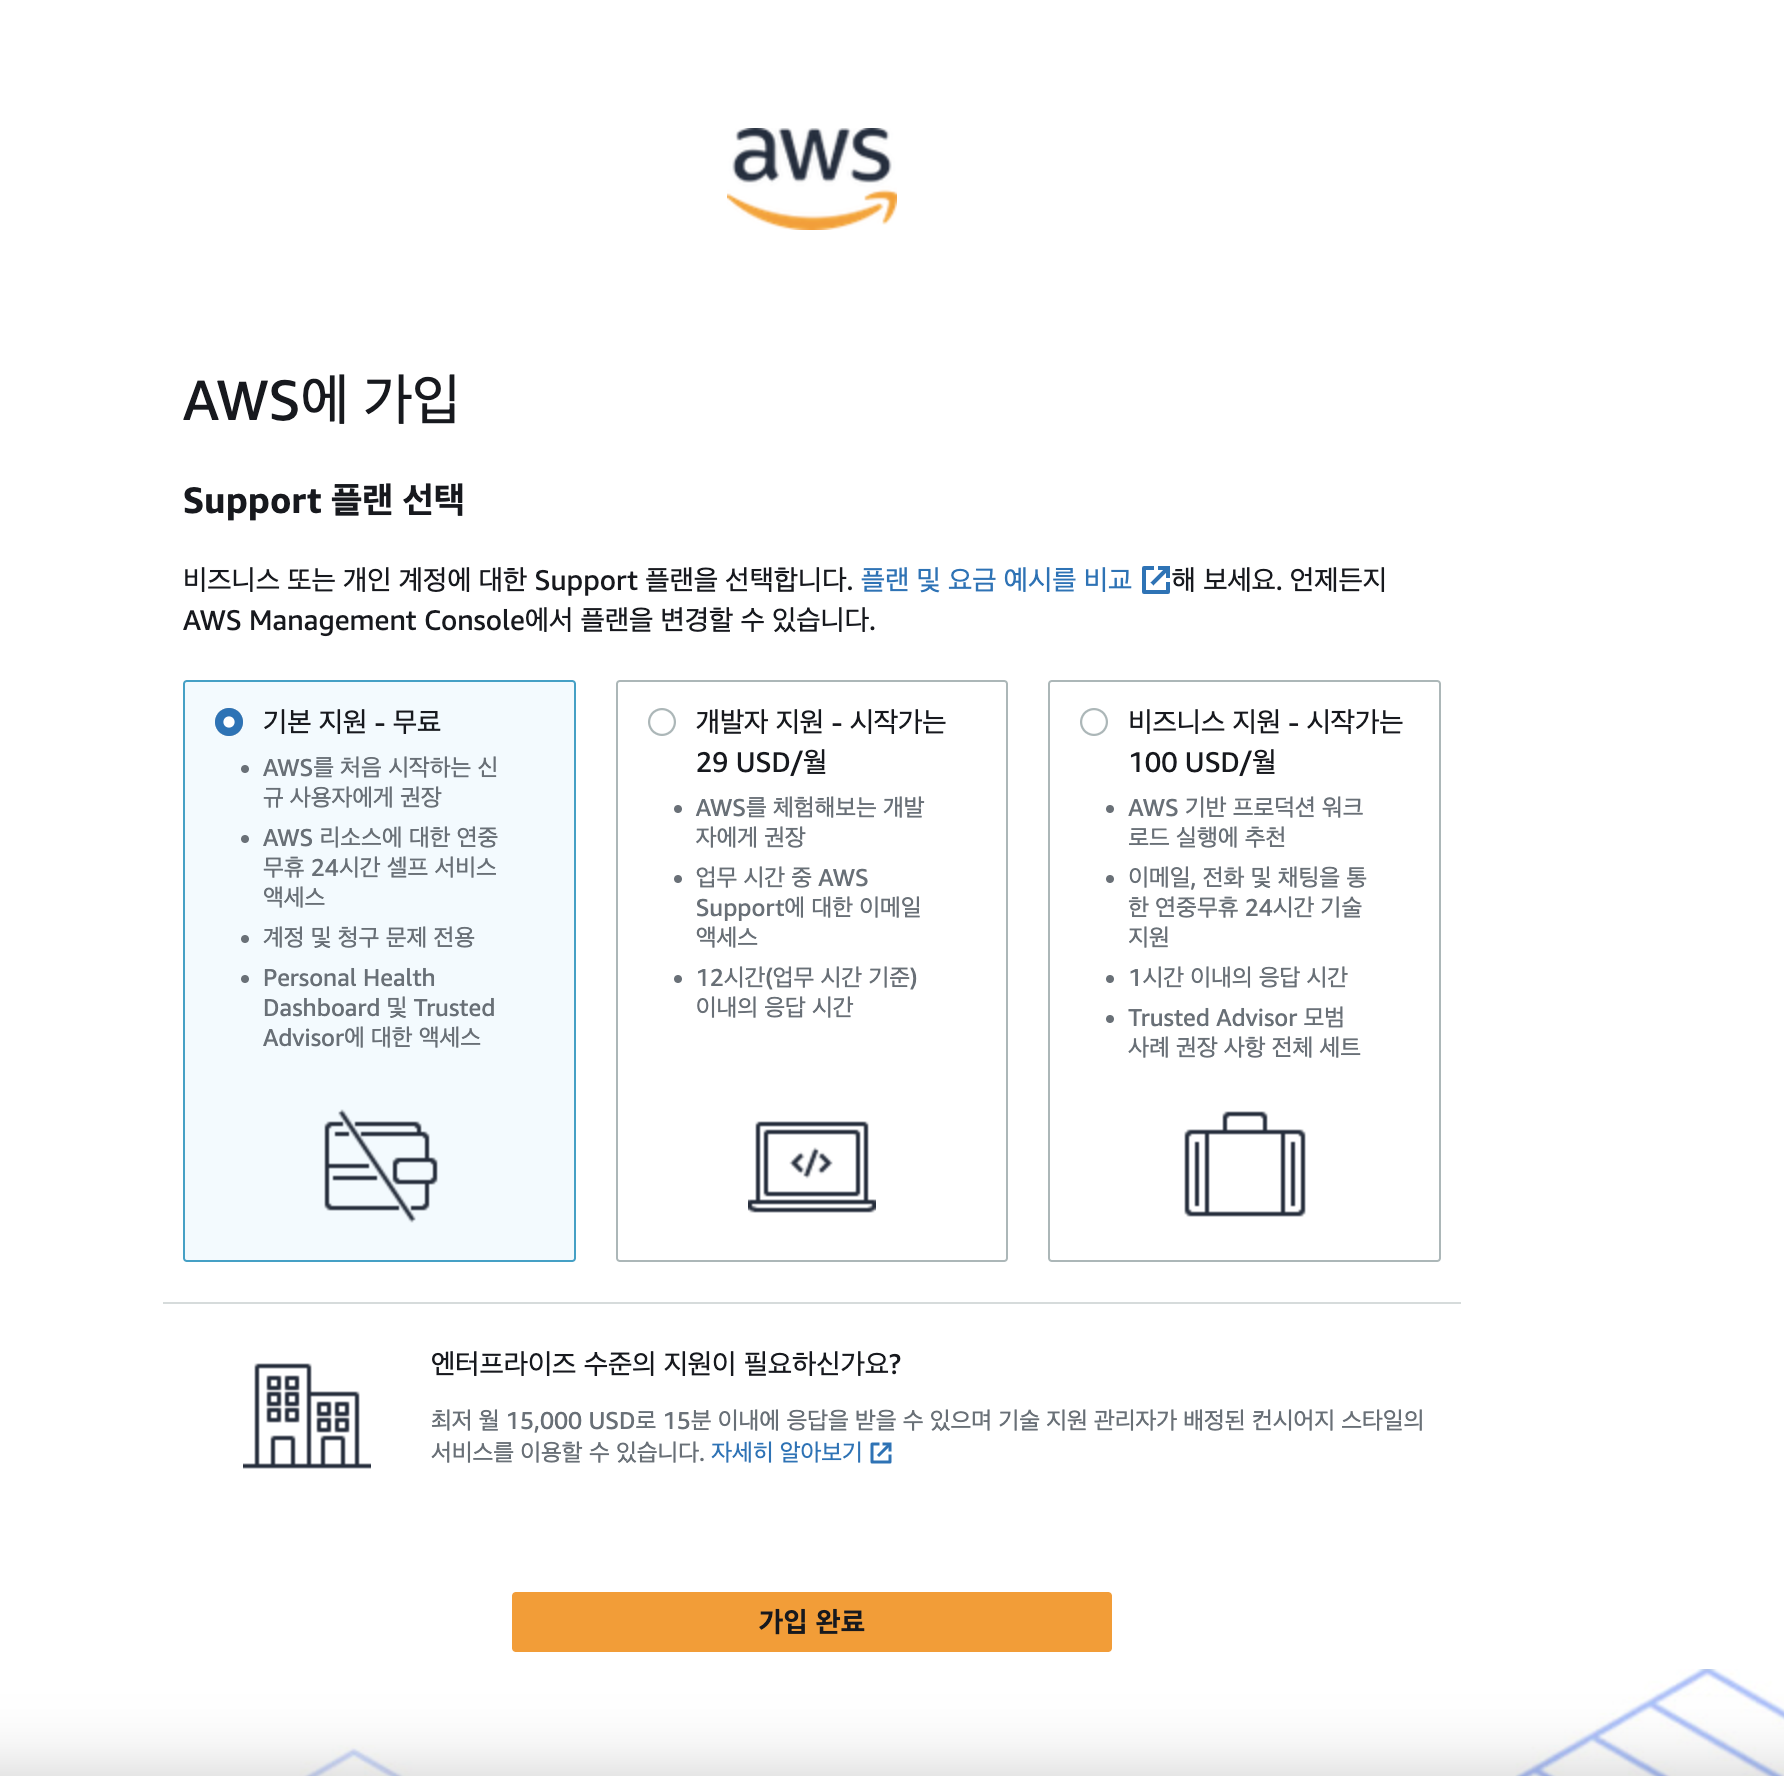 aws
AWS에 가입
Support 플랜 선택
비즈니스 또는 개인 계정에 대한 Support 플랜을 선택합니다. 플랜 및 요금 예시를 비교해 보세요. 언제든지
AWS Management Console에서 플랜을 변경할 수 있습니다.
기본 지원 - 무료
AWS를 처음 시작하는 신
규 사용자에게 권장
AWS 리소스에 대한 연중
무휴 24시간 셀프 서비스
액세스
계정 및 청구 문제 전용
Personal Health
Dashboard 및 Trusted
Advisor에 대한 액세스
개발자 지원 - 시작가는
29 USD/월
AWS를 체험해보는 개발
자에게 권장
업무 시간 중 AWS
Support에 대한 이메일
액세스
12시간(업무 시간 기준)
이내의 응답 시간
</>
비즈니스 지원 - 시작가는
100 USD/월
AWS 기반 프로덕션 워크
로드 실행에 추천
이메일, 전화 및 채팅을 통
한 연중무휴 24시간 기술
지원
1시간 이내의 응답 시간
Trusted Advisor 모범
사례 권장 사항 전체 세트
엔터프라이즈 수준의 지원이 필요하신가요?
최저 월 15,000 USD로 15분 이내에 응답을 받을 수 있으며 기술 지원 관리자가 배정된 컨시어지 스타일의
서비스를 이용할 수 있습니다. 자세히 알아보기
가입 완료